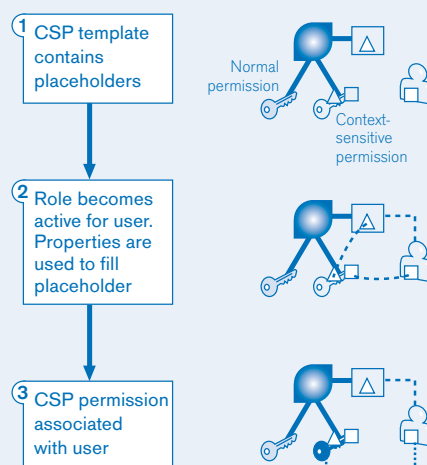 1
CSP template
contains
placeholders
Normal
permission
Context-
sensitive
permission
2
Role becomes
active for user.
Properties are
used to fill
placeholder
3
CSP permission
associated
with user